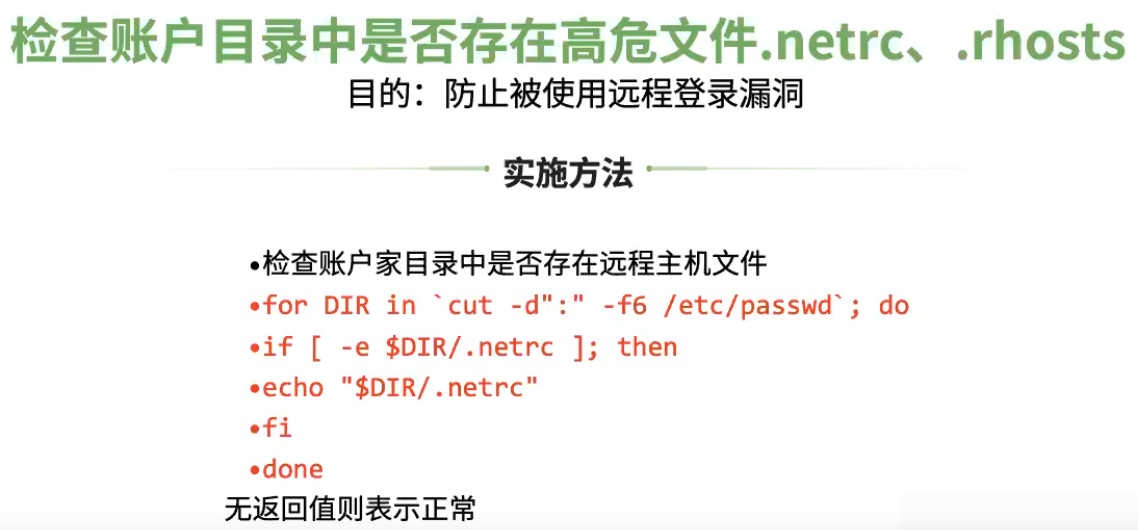 检查账户目录中是否存在高危文件.netrc、.rhosts
目的：防止被使用远程登录漏洞
实施方法
•检查账户家目录中是否存在远程主机文件
•for DIR in `cut -d":" -f6 /etc/passwd`; do
•if [ -e $DIR/.netrc ]; then
•echo "$DIR/.netrc"
•fi
•done
无返回值则表示正常